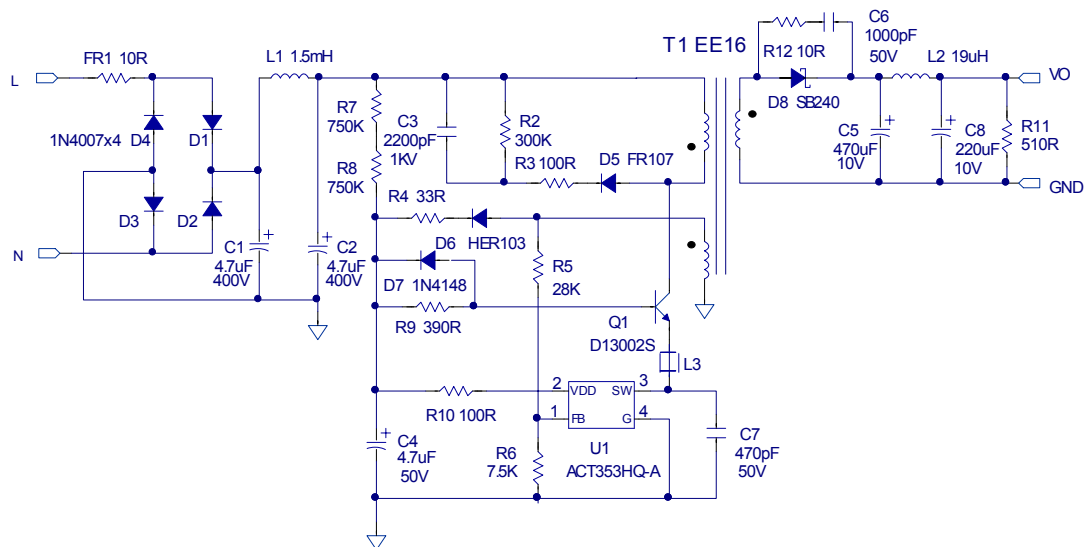 T1 EE16
C6
1000pF
50V
R12 10R
L2 19uH
VO
D8 SB240
L
FR1 10R
L1 1.5mH
1N4007x4
D4
D1
R7
750K
C3
2200pF
1KV
R2
300K
C5
470uF
10V
C8
220uF
10V
R11
510R
R8
750K
R3 100R
D5 FR107
GND
R4 33R
D3
D2
N
C1
4.7uF
400V
C2
4.7uF
400V
D6
HER103
D7 1N4148
R5
28K
R9 390R
Q1
D13002S
L3
R10 100R
2
VDD
SW
3
1
FB
G
4
C4
4.7uF
50V
R6
7.5K
U1
ACT353HQ-A
C7
470pF
50V